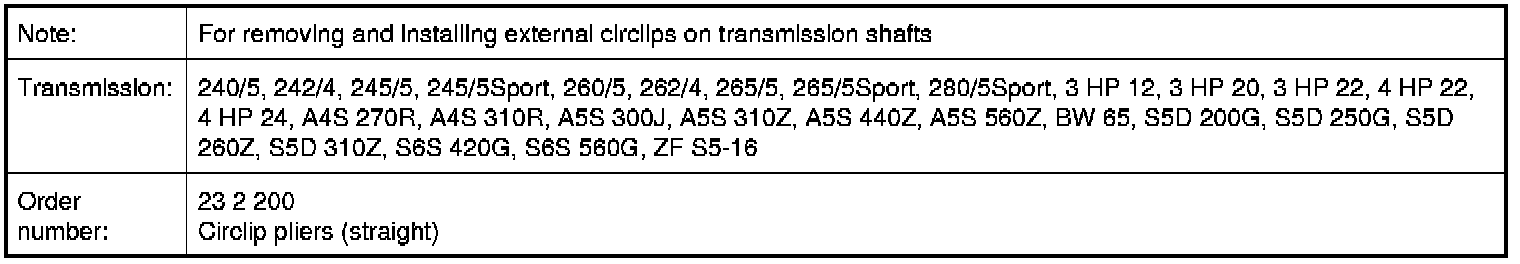 Note: For removing and installing external circlips on transmission shafts
Transmission: 240/5, 242/4, 245/5, 245/5Sport, 260/5, 262/4, 265/5, 265/5Sport, 280/5Sport, 3 HP 12, 3 HP 20, 3 HP 22, 4 HP 22,
4 HP 24, A4S 270R, A4S 310R, A5S 300J, A5S 310Z, A5S 440Z, A5S 560Z, BW 65, S5D 200G, S5D 250G, S5D
260Z, S5D 310Z, S6S 420G, S6S 560G, ZF S5-16
Order number: 23 2 200
Circlip pliers (straight)